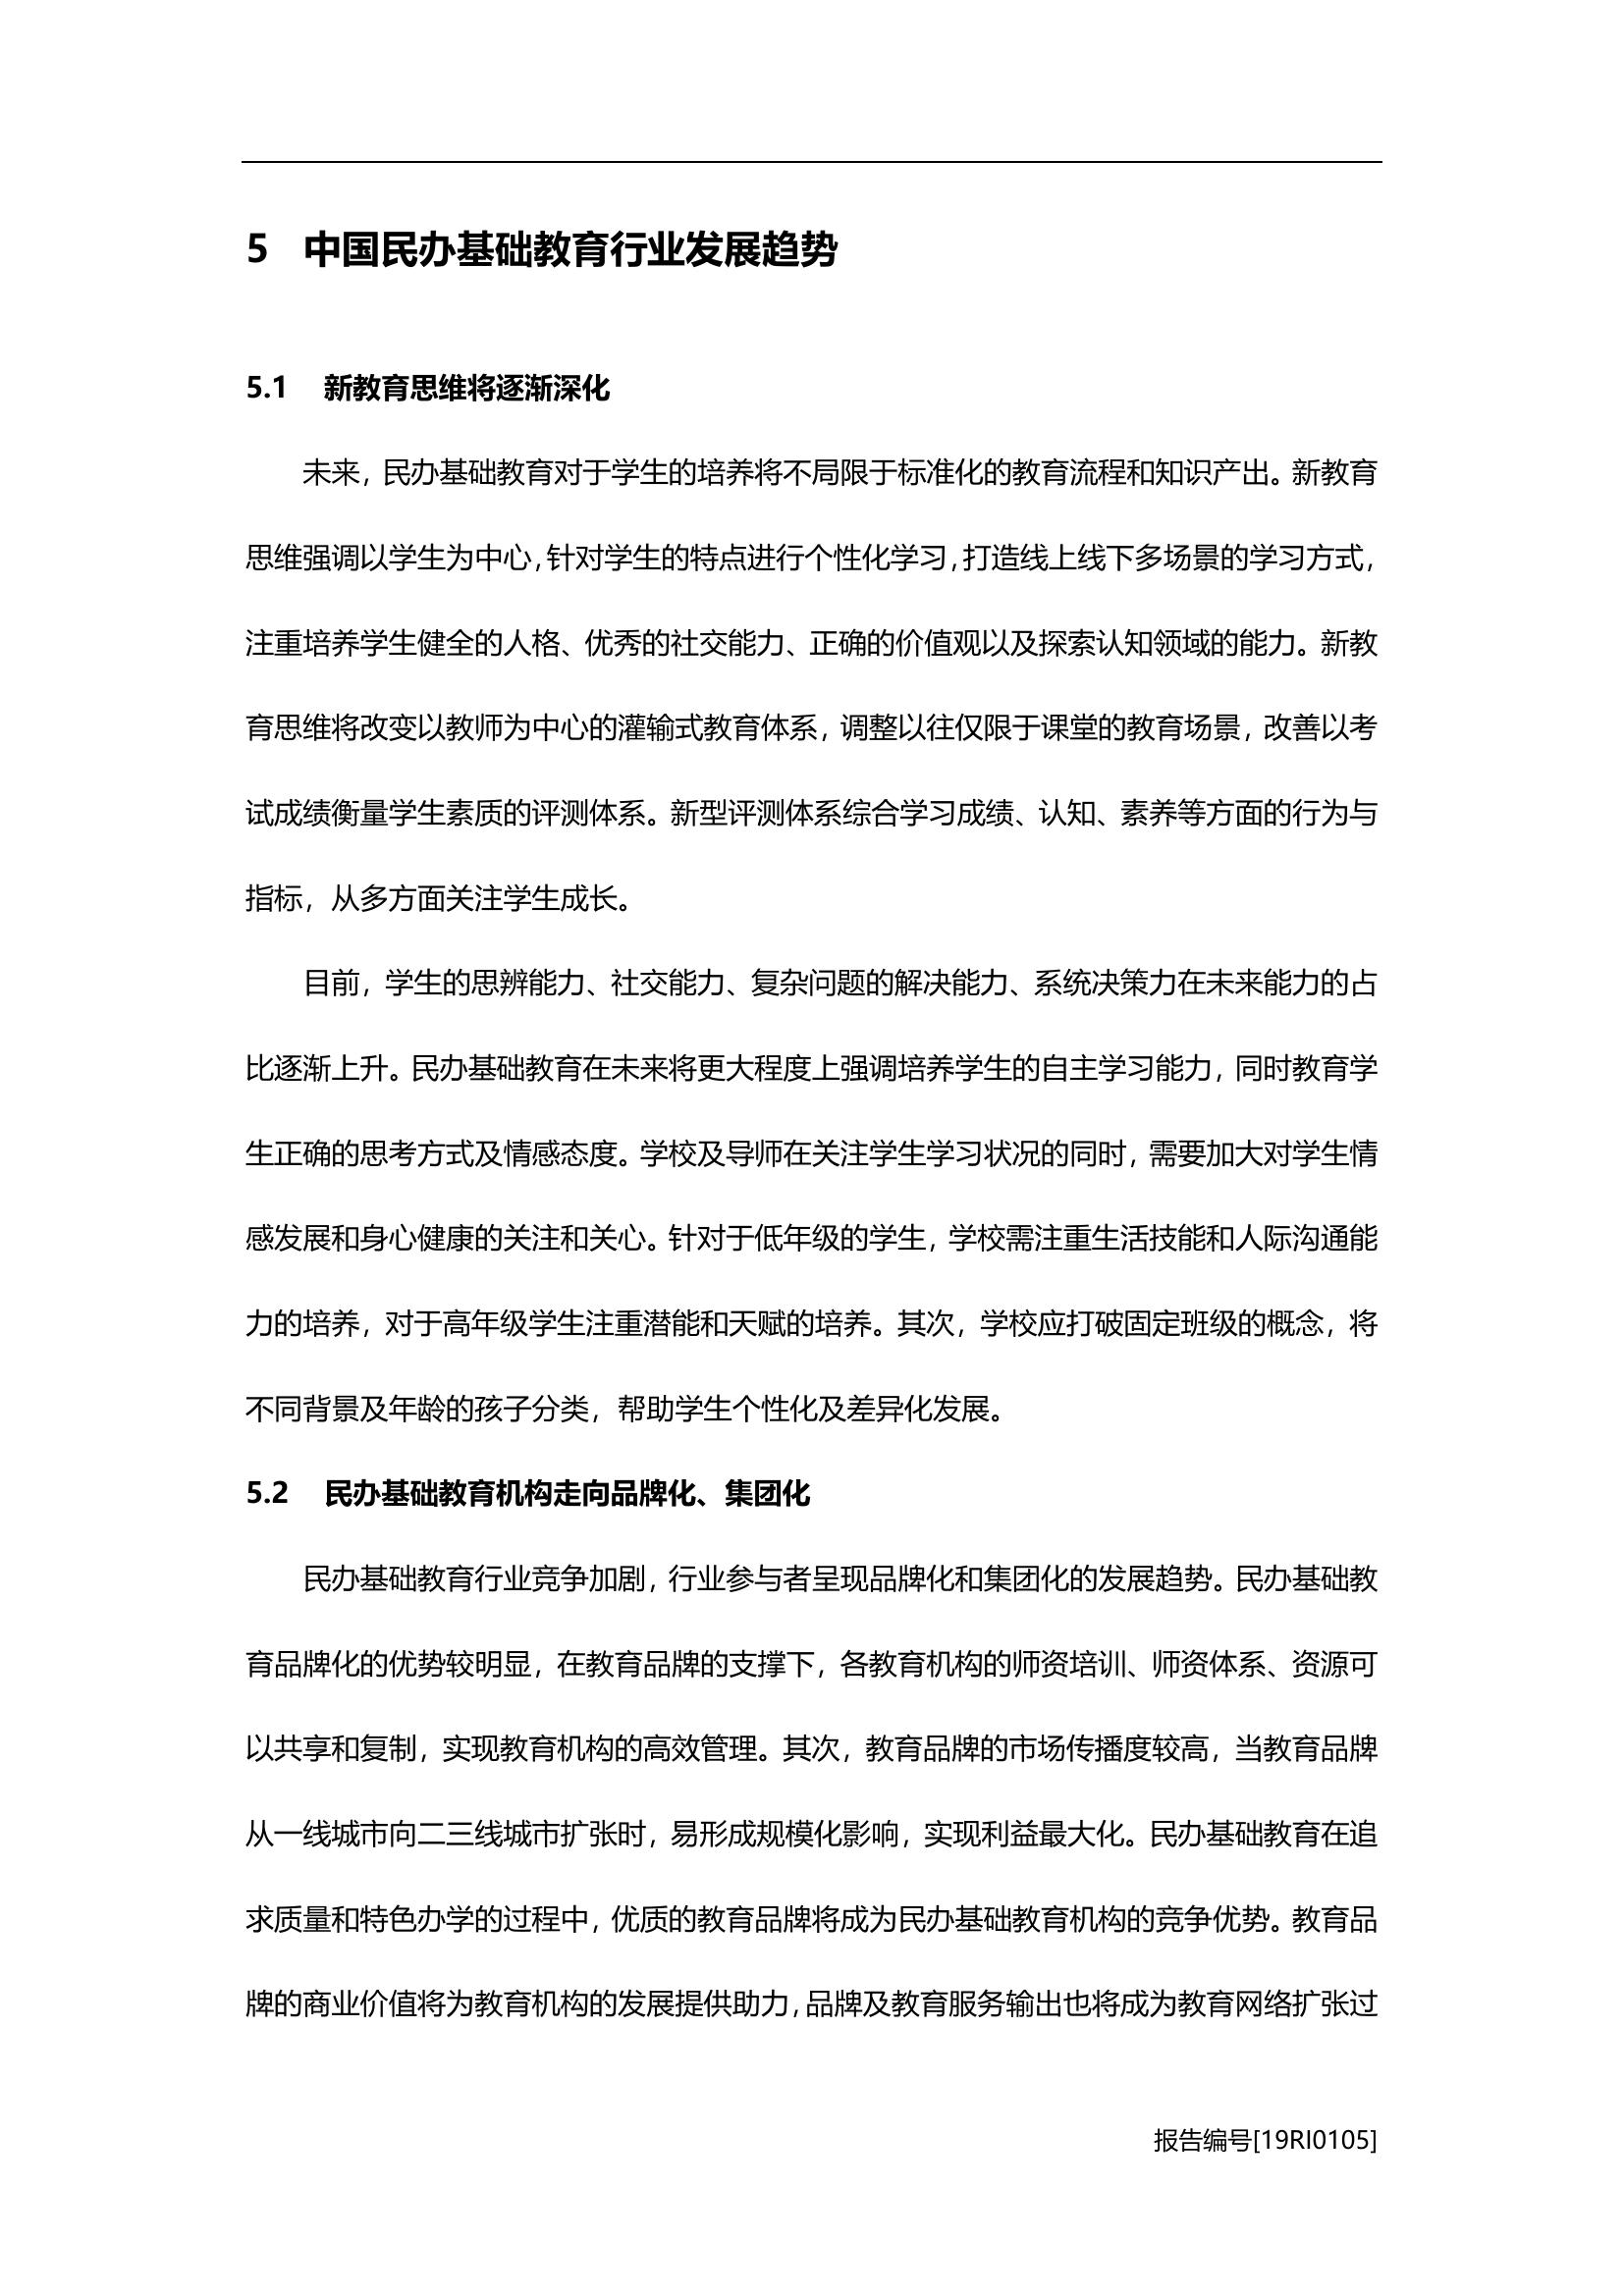 5 中国民办基础教育行业发展趋势
5.1 新教育思维将逐渐深化
未来，民办基础教育对于学生的培养将不局限于标准化的教育流程和知识产出。新教育
思维强调以学生为中心，针对学生的特点进行个性化学习，打造线上线下多场景的学习方式，
注重培养学生健全的人格、优秀的社交能力、正确的价值观以及探索认知领域的能力。新教
育思维将改变以教师为中心的灌输式教育体系，调整以往仅限于课堂的教育场景，改善以考
试成绩衡量学生素质的评测体系。新型评测体系综合学习成绩、认知、素养等方面的行为与
指标，从多方面关注学生成长。
目前，学生的思辨能力、社交能力、复杂问题的解决能力、系统决策力在未来能力的占
比逐渐上升。民办基础教育在未来将更大程度上强调培养学生的自主学习能力，同时教育学
生正确的思考方式及情感态度。学校及导师在关注学生学习状况的同时，需要加大对学生情
感发展和身心健康的关注和关心。针对于低年级的学生，学校需注重生活技能和人际沟通能
力的培养，对于高年级学生注重潜能和天赋的培养。其次，学校应打破固定班级的概念，将
不同背景及年龄的孩子分类，帮助学生个性化及差异化发展。
5.2 民办基础教育机构走向品牌化、集团化
民办基础教育行业竞争加剧，行业参与者呈现品牌化和集团化的发展趋势。民办基础教
育品牌化的优势较明显，在教育品牌的支撑下，各教育机构的师资培训、师资体系、资源可
以共享和复制，实现教育机构的高效管理。其次，教育品牌的市场传播度较高，当教育品牌
从一线城市向二三线城市扩张时，易形成规模化影响，实现利益最大化。民办基础教育在追
求质量和特色办学的过程中，优质的教育品牌将成为民办基础教育机构的竞争优势。教育品
牌的商业价值将为教育机构的发展提供助力，品牌及教育服务输出也将成为教育网络扩张过
报告编号[19RI0105]